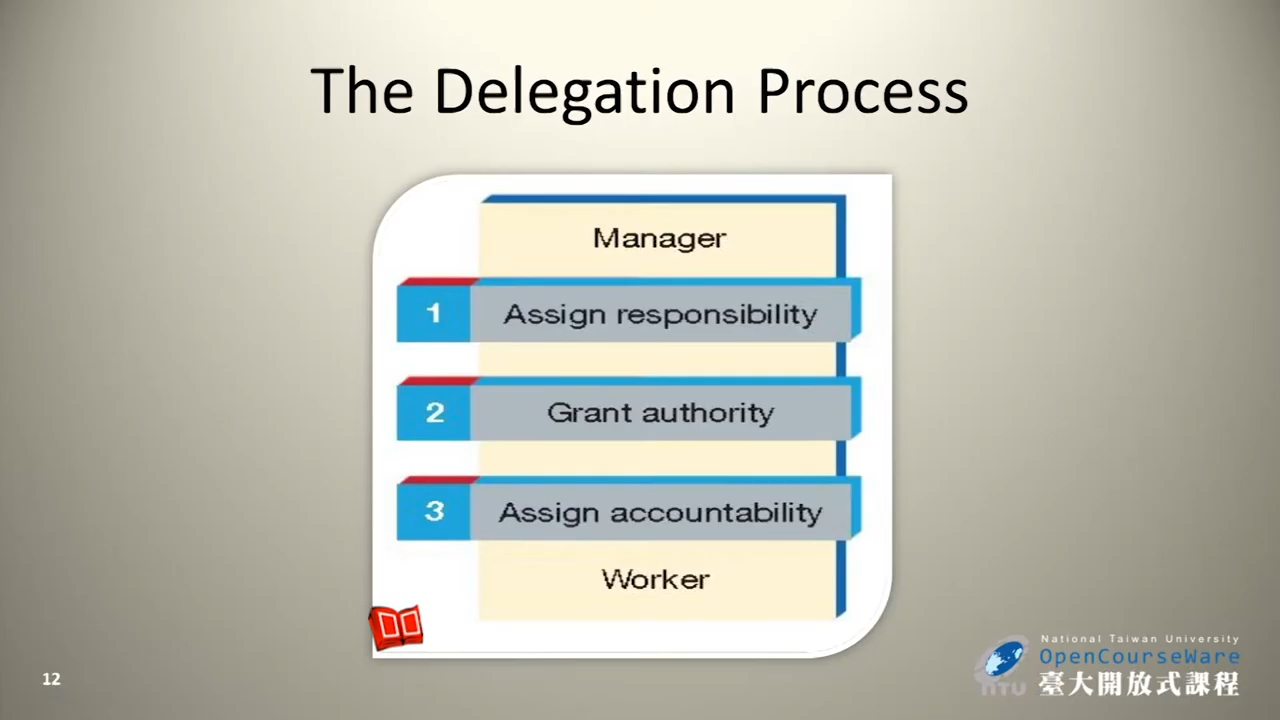 The Delegation Process
Manager
1 Assign responsibility
2 Grant authority
3 Assign accountability
Worker
12
National Taiwan University
OpenCourseWare
NTU 臺大開放式課程